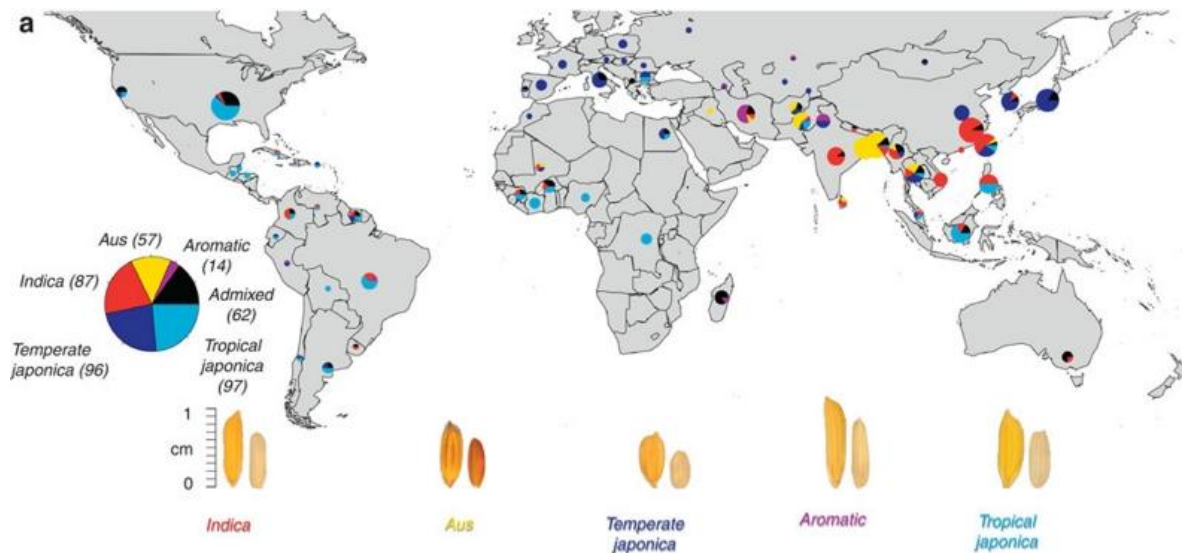 a
Aus (57)
Aromatic
(14)
Indica (87)
Admixed
(62)
Temperate
japonica (96)
Tropical
japonica
(97)
1
cm
0
Indica
Aus
Temperate
japonica
Aromatic
Tropical
japonica